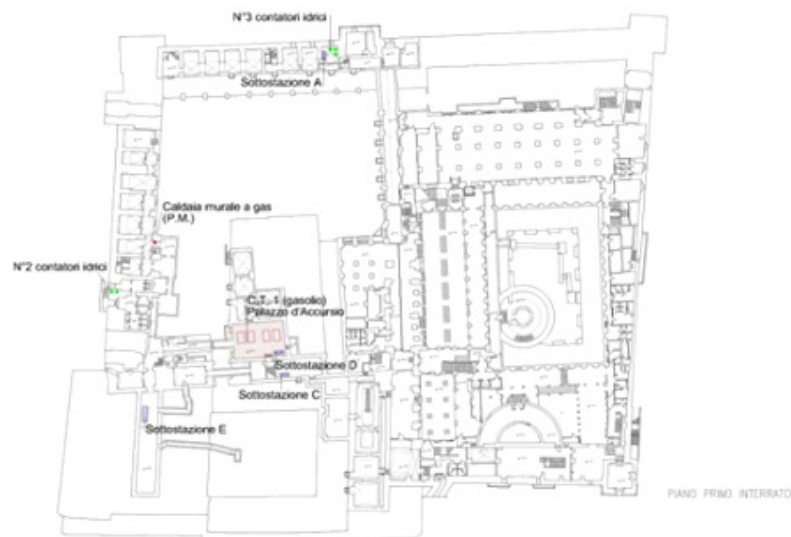 N°3 contatori idrici
Sottostazione A
Caldaia murale a gas
(P.M.)
N°2 contatori idrici
C.T. 1 (gasolio)
Palazzo d'Accursio
Sottostazione D
Sottostazione C
Sottostazione E
PIANO PRIMO INTERRATO